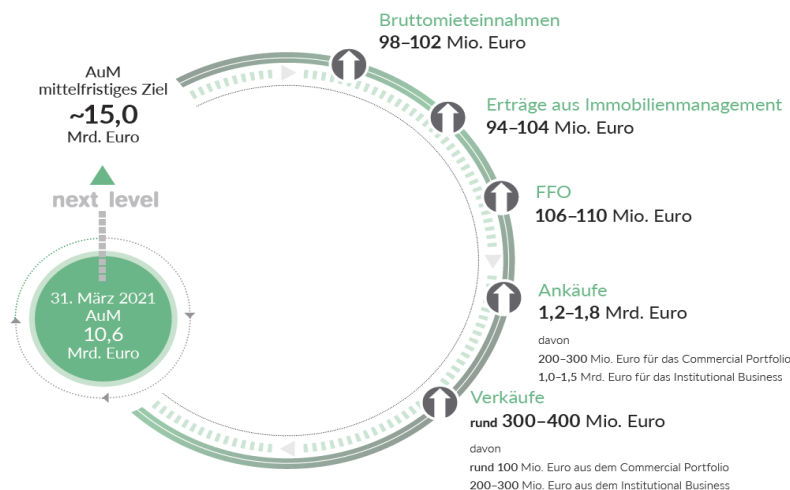 Bruttomieteinnahmen
98–102 Mio. Euro
AuM
mittelfristiges Ziel
~15,0
Mrd. Euro
Erträge aus Immobilienmanagement
94–104 Mio. Euro
next level
FFO
106–110 Mio. Euro
31. März 2021
AuM
10,6
Mrd. Euro
Ankäufe
1,2–1,8 Mrd. Euro
davon
200–300 Mio. Euro für das Commercial Portfolio
1,0–1,5 Mrd. Euro für das Institutional Business
Verkäufe
rund 300–400 Mio. Euro
davon
rund 100 Mio. Euro aus dem Commercial Portfolio
200–300 Mio. Euro aus dem Institutional Business